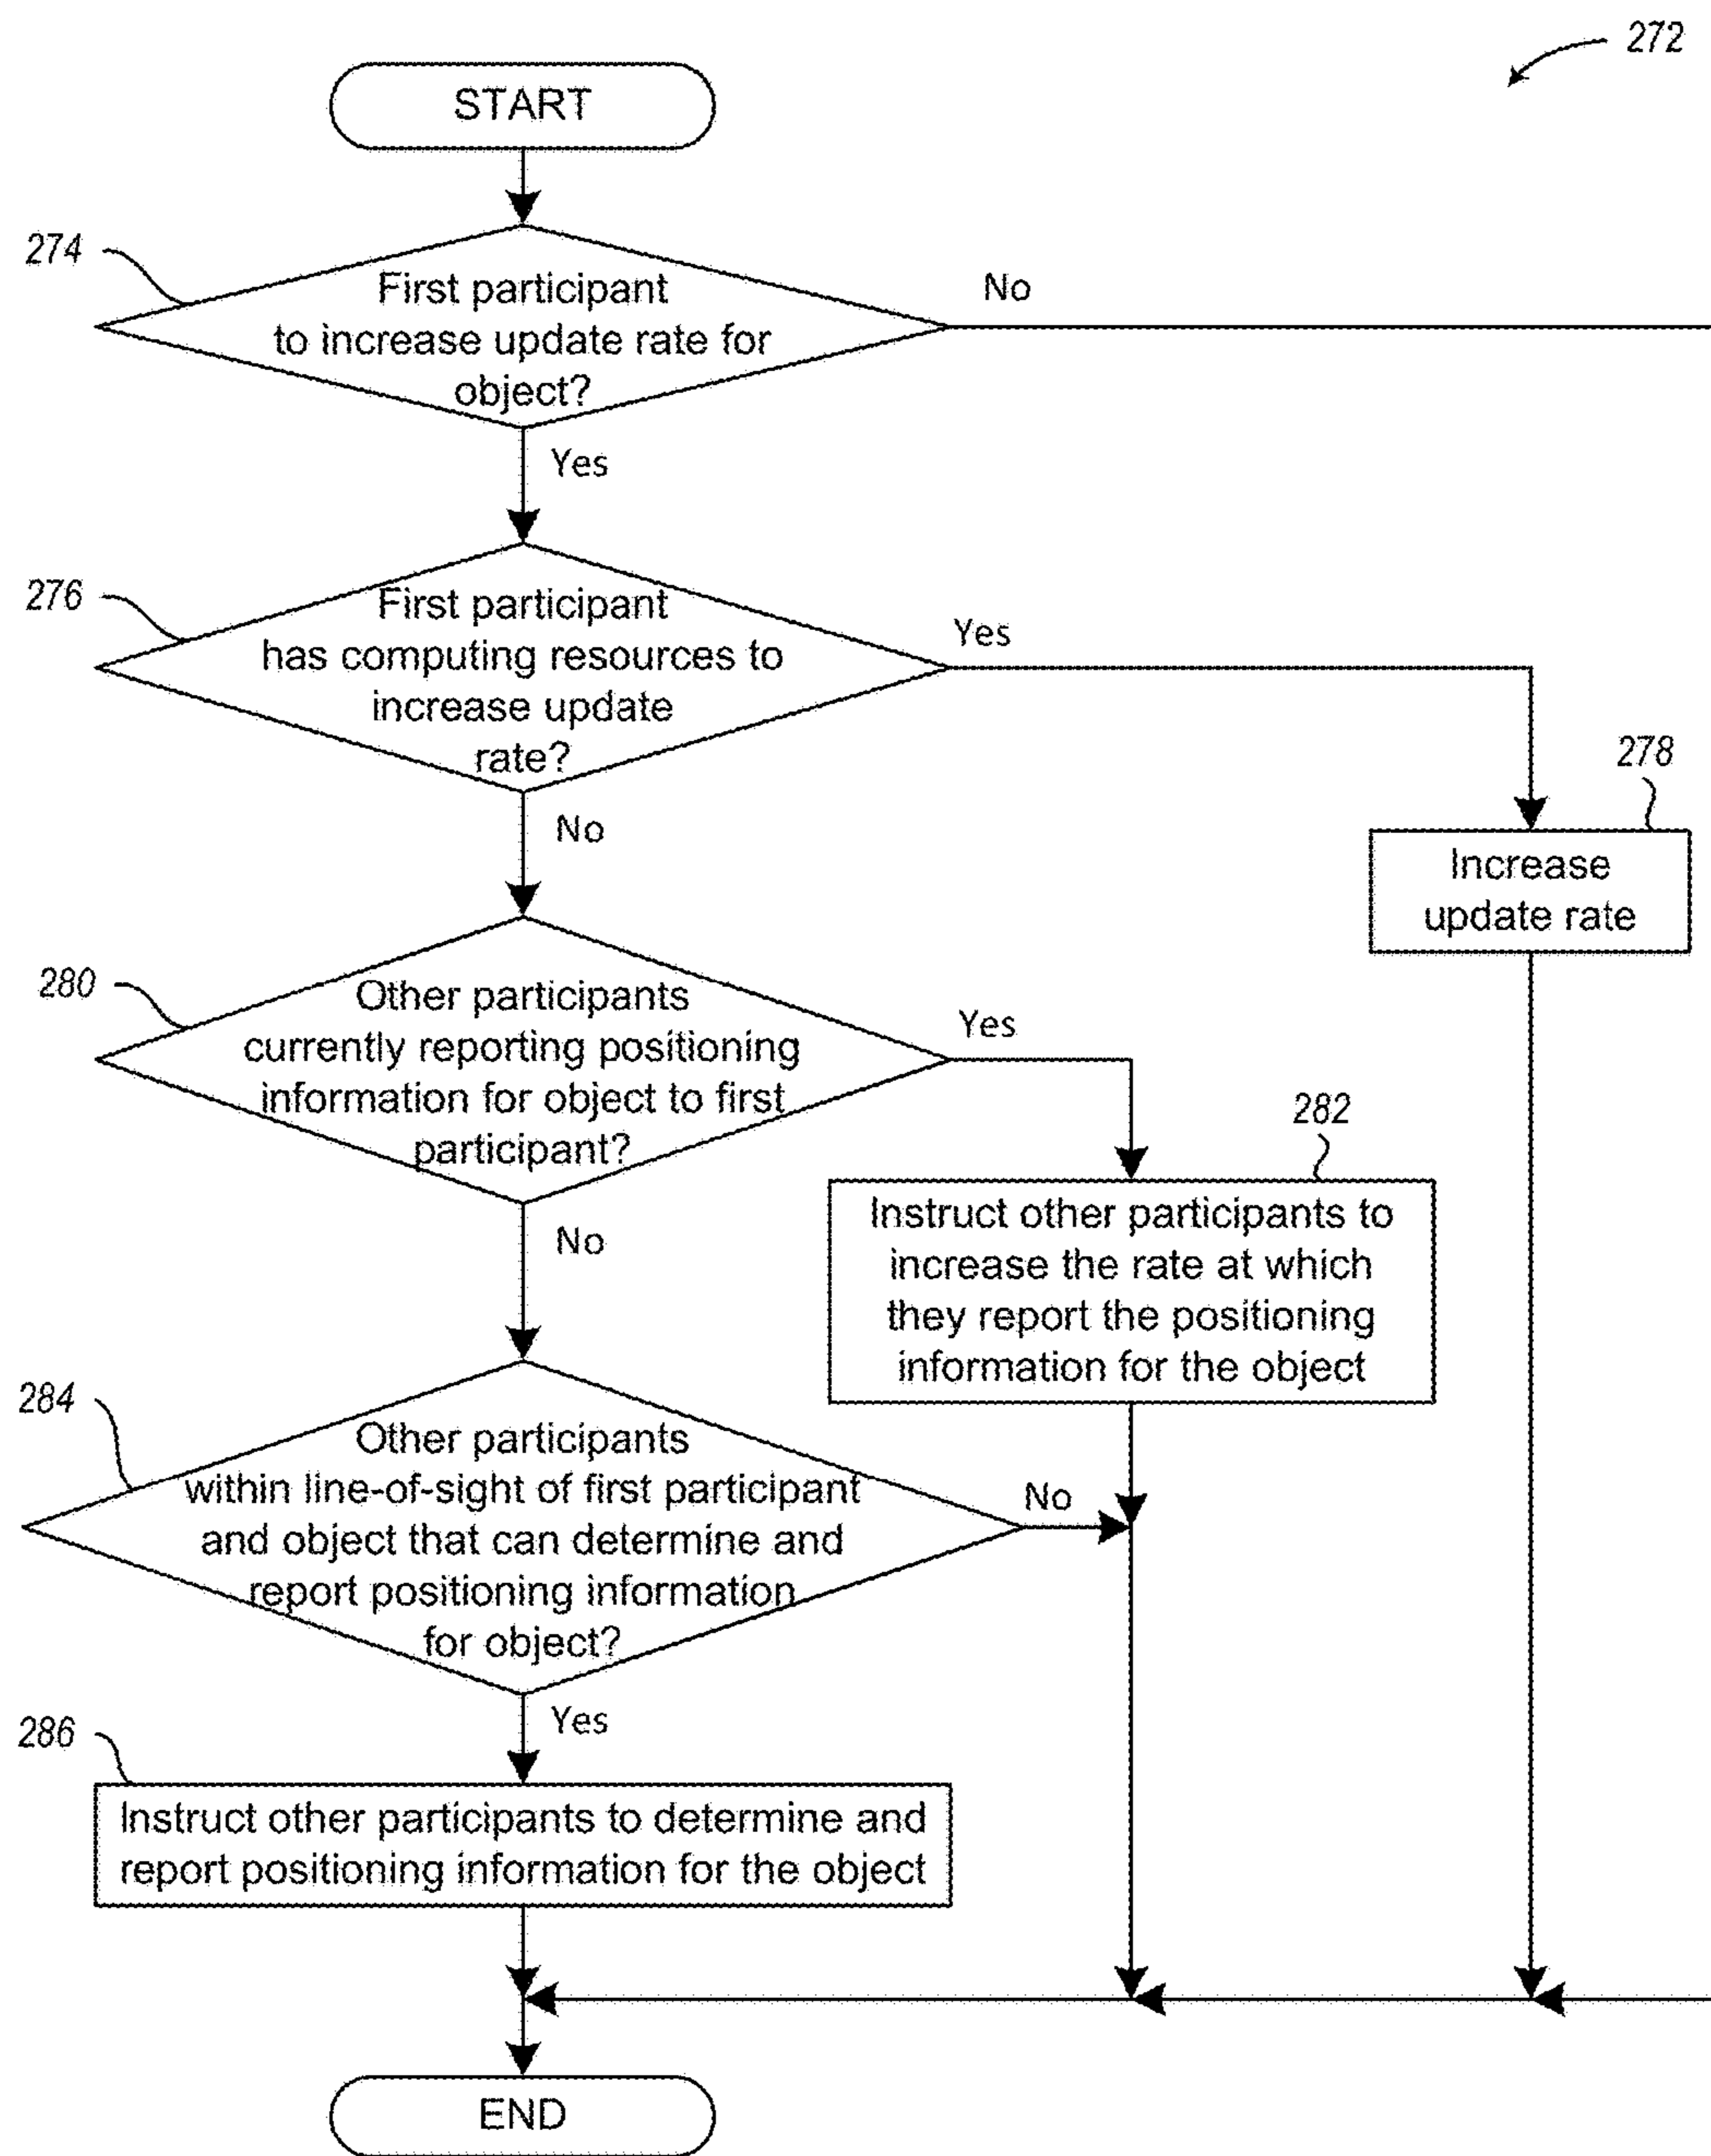 272
START
274
First participant
to increase update rate for
object?
No
Yes
276
First participant
has computing resources to
increase update
rate?
Yes
No
278
Increase
update rate
280
Other participants
currently reporting positioning
information for object to first
participant?
Yes
No
282
Instruct other participants to
increase the rate at which
they report the positioning
information for the object
284
Other participants
within line-of-sight of first participant
and object that can determine and
report positioning information
for object?
No
Yes
286
Instruct other participants to determine and
report positioning information for the object
END